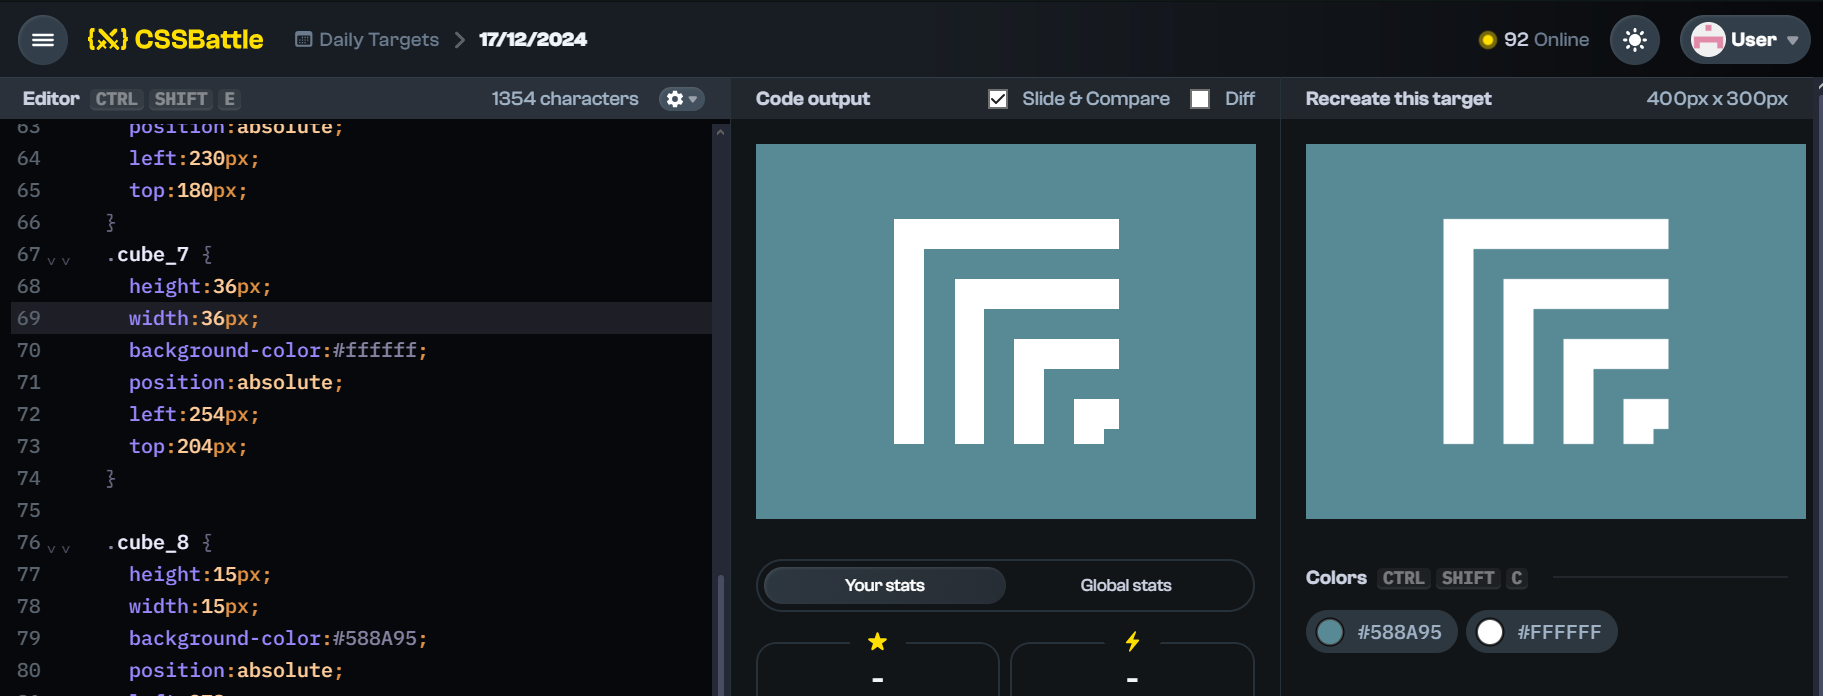 {X} CSSBattle Daily Targets > 17/12/2024 92 Online User
Editor CTRL SHIFT E 1354 characters
Code output Slide & Compare Diff
Recreate this target 400px x 300px
63 position:absolute;
64 left:230px;
65 top:180px;
66 }
67 .cube_7 {
68 height:36px;
69 width:36px;
70 background-color:#ffffff;
71 position:absolute;
72 left:254px;
73 top:204px;
74 }
75
76 .cube_8 {
77 height:15px;
78 width:15px;
79 background-color:#588A95;
80 position:absolute;
Your stats Global stats
-
-
Colors CTRL SHIFT C
#588A95 #FFFFFF